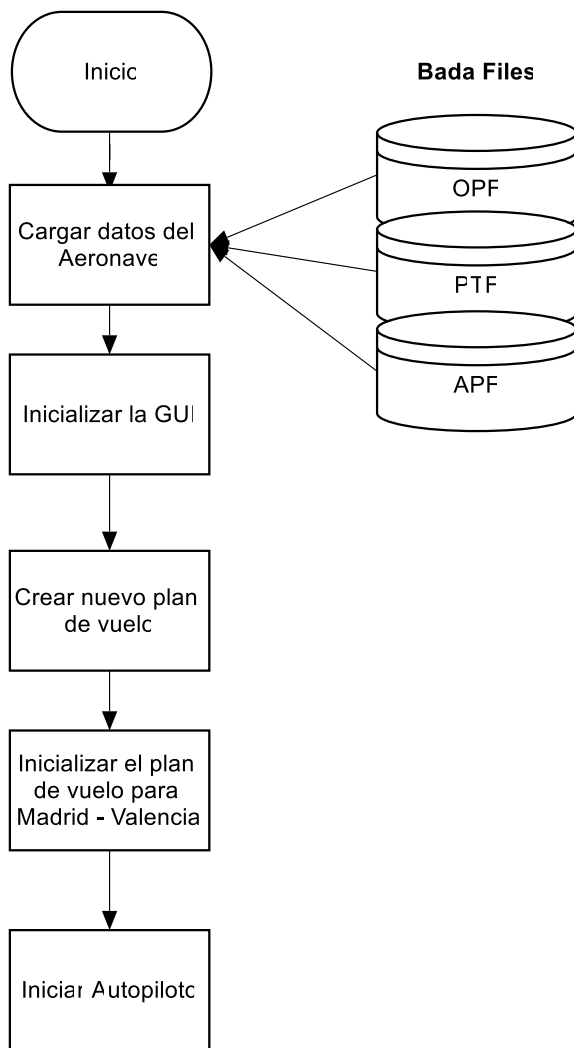 Inicio
Bada Files
OPF
Cargar datos del
Aeronave
PTF
APF
Inicializar la GUI
Crear nuevo plan
de vuelo
Inicializar el plan
de vuelo para
Madrid - Valencia
Iniciar Autopiloto